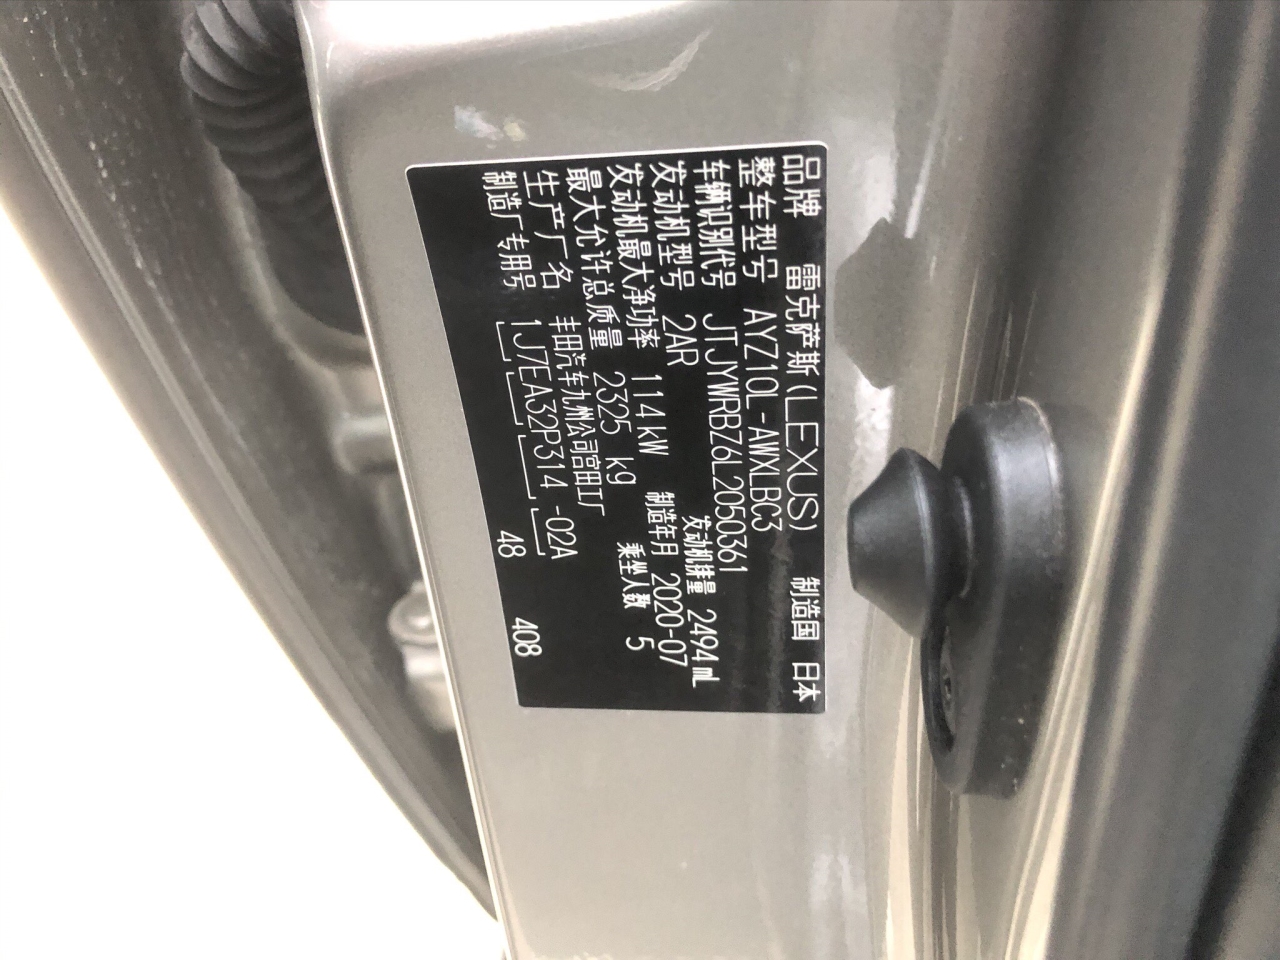 品牌 雷克萨斯(LEXUS) 制造国 日本
整车型号 AYZ10L-AWXLBC3
车辆识别代号 JTJYWRBZ6L2050361
发动机型号 2AR 发动机排量 2494 mL
发动机最大净功率 114kW 制造年月 2020-07
最大允许总质量 2325 kg 乘坐人数 5
生产厂名 丰田汽车九州公司宫田工厂
制造厂专用号 1J7EA32P314-02A
48 408